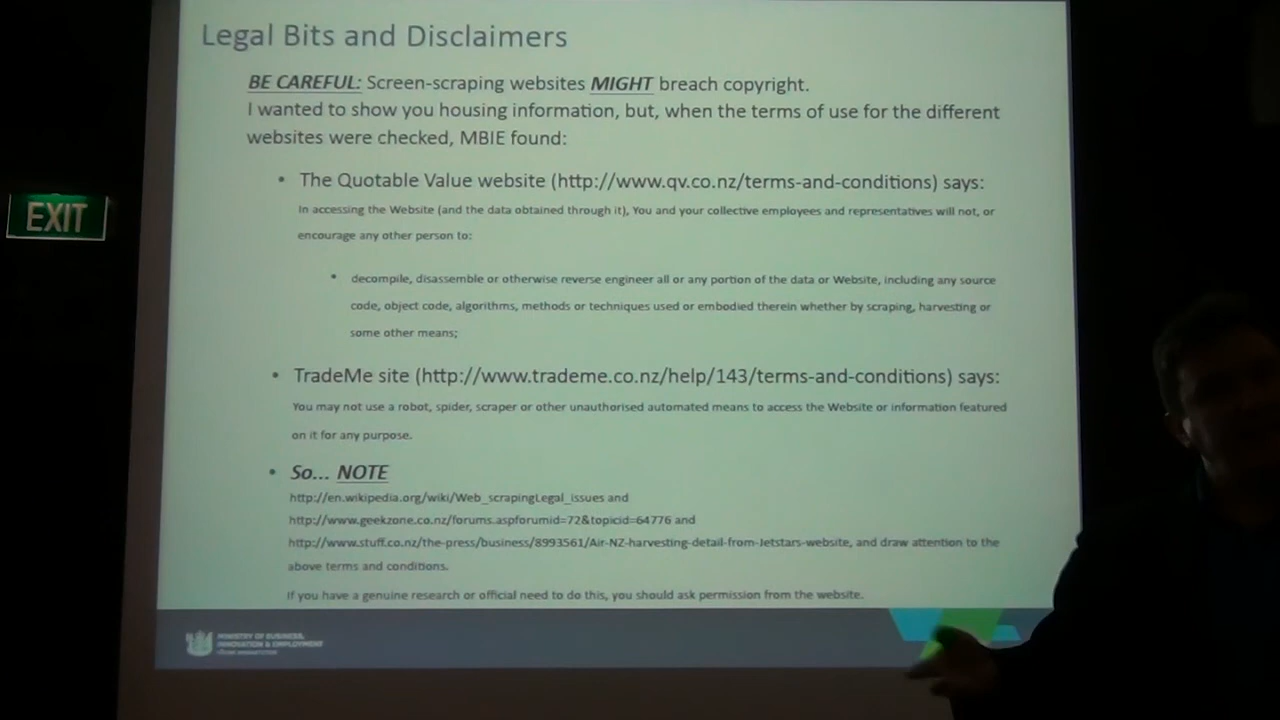 Legal Bits and Disclaimers
BE CAREFUL: Screen-scraping websites MIGHT breach copyright.
I wanted to show you housing information, but, when the terms of use for the different
websites were checked, MBIE found:
• The Quotable Value website (http://www.qv.co.nz/terms-and-conditions) says:
In accessing the Website (and the data obtained through it), You and your collective employees and representatives will not, or
encourage any other person to:
• decompile, disassemble or otherwise reverse engineer all or any portion of the data or Website, including any source
code, object code, algorithms, methods or techniques used or embodied therein whether by scraping, harvesting or
some other means;
EXIT
• TradeMe site (http://www.trademe.co.nz/help/143/terms-and-conditions) says:
You may not use a robot, spider, scraper or other unauthorised automated means to access the Website or information featured
on it for any purpose.
• So... NOTE
http://en.wikipedia.org/wiki/Web_scrapingLegal_issues and
http://www.geekzone.co.nz/forums.aspforumid=72&topicid=64776 and
http://www.stuff.co.nz/the-press/business/8993561/Air-NZ-harvesting-detail-from-Jetstars-website, and draw attention to the
above terms and conditions.
If you have a genuine research or official need to do this, you should ask permission from the website.
MINISTRY OF BUSINESS,
INNOVATION & EMPLOYMENT